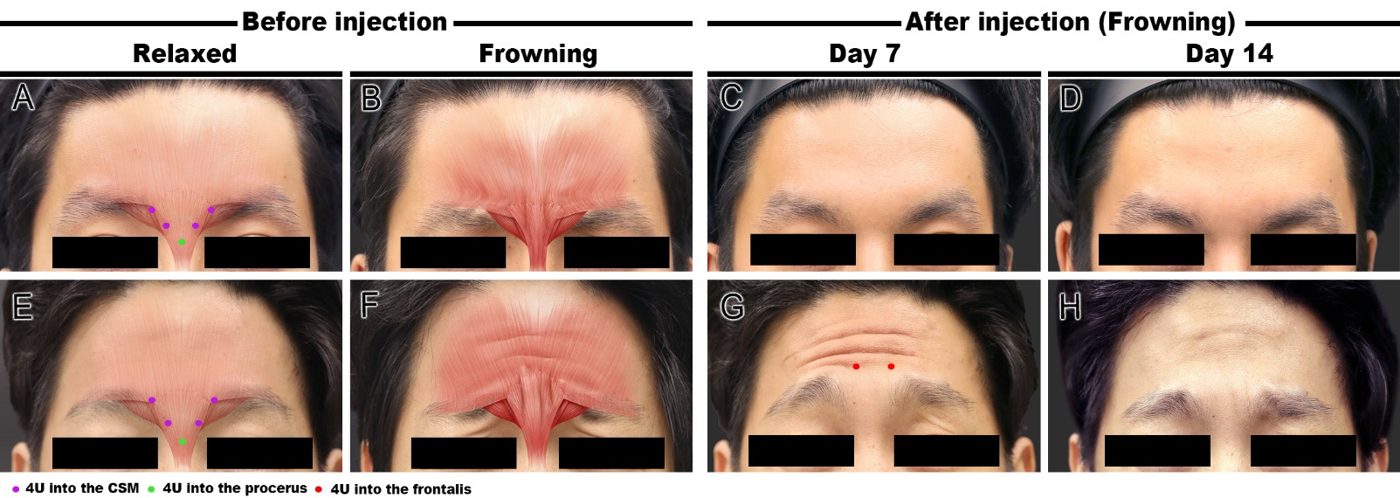 Before injection
After injection (Frowning)
Relaxed
Frowning
Day 7
Day 14
A
B
C
D
E
F
G
H
4U into the CSM
4U into the procerus
4U into the frontalis